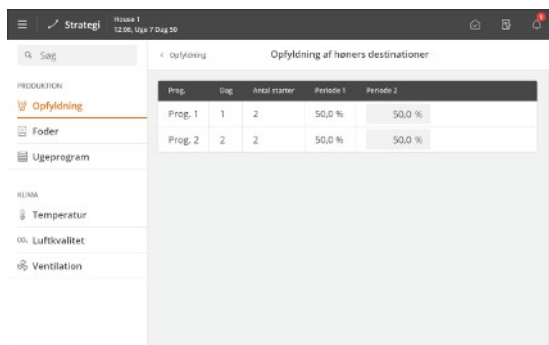 Strategi
House 1
12:06, Uge 7 Dag 50
Søg
< Opfyldning
Opfyldning af høners destinationer
PRODUKTION
Opfyldning
Foder
Ugeprogram
KLIMA
Temperatur
CO₂ Luftkvalitet
Ventilation
Prog. Dag Antal starter Periode 1 Periode 2
Prog. 1 1 2 50,0 % 50,0 %
Prog. 2 2 2 50,0 % 50,0 %